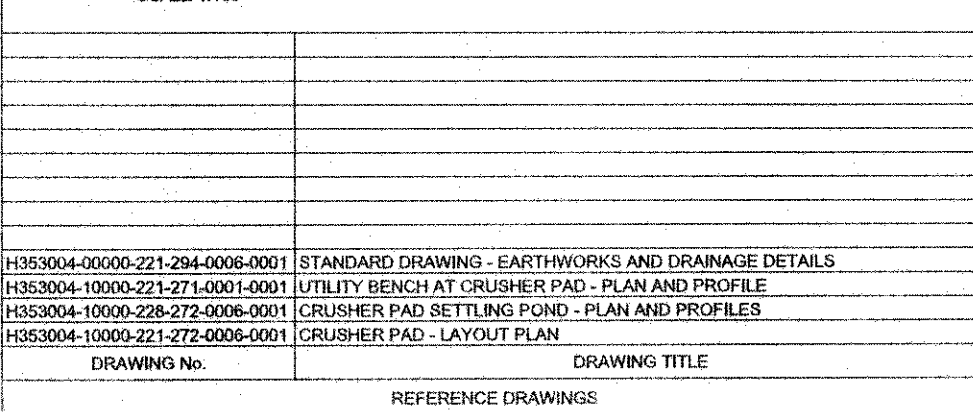 H353004-00000-221-294-0006-0001 STANDARD DRAWING - EARTHWORKS AND DRAINAGE DETAILS
H353004-10000-221-271-0001-0001 UTILITY BENCH AT CRUSHER PAD - PLAN AND PROFILE
H353004-10000-228-272-0006-0001 CRUSHER PAD SETTLING POND - PLAN AND PROFILES
H353004-10000-221-272-0006-0001 CRUSHER PAD - LAYOUT PLAN
DRAWING No. DRAWING TITLE
REFERENCE DRAWINGS